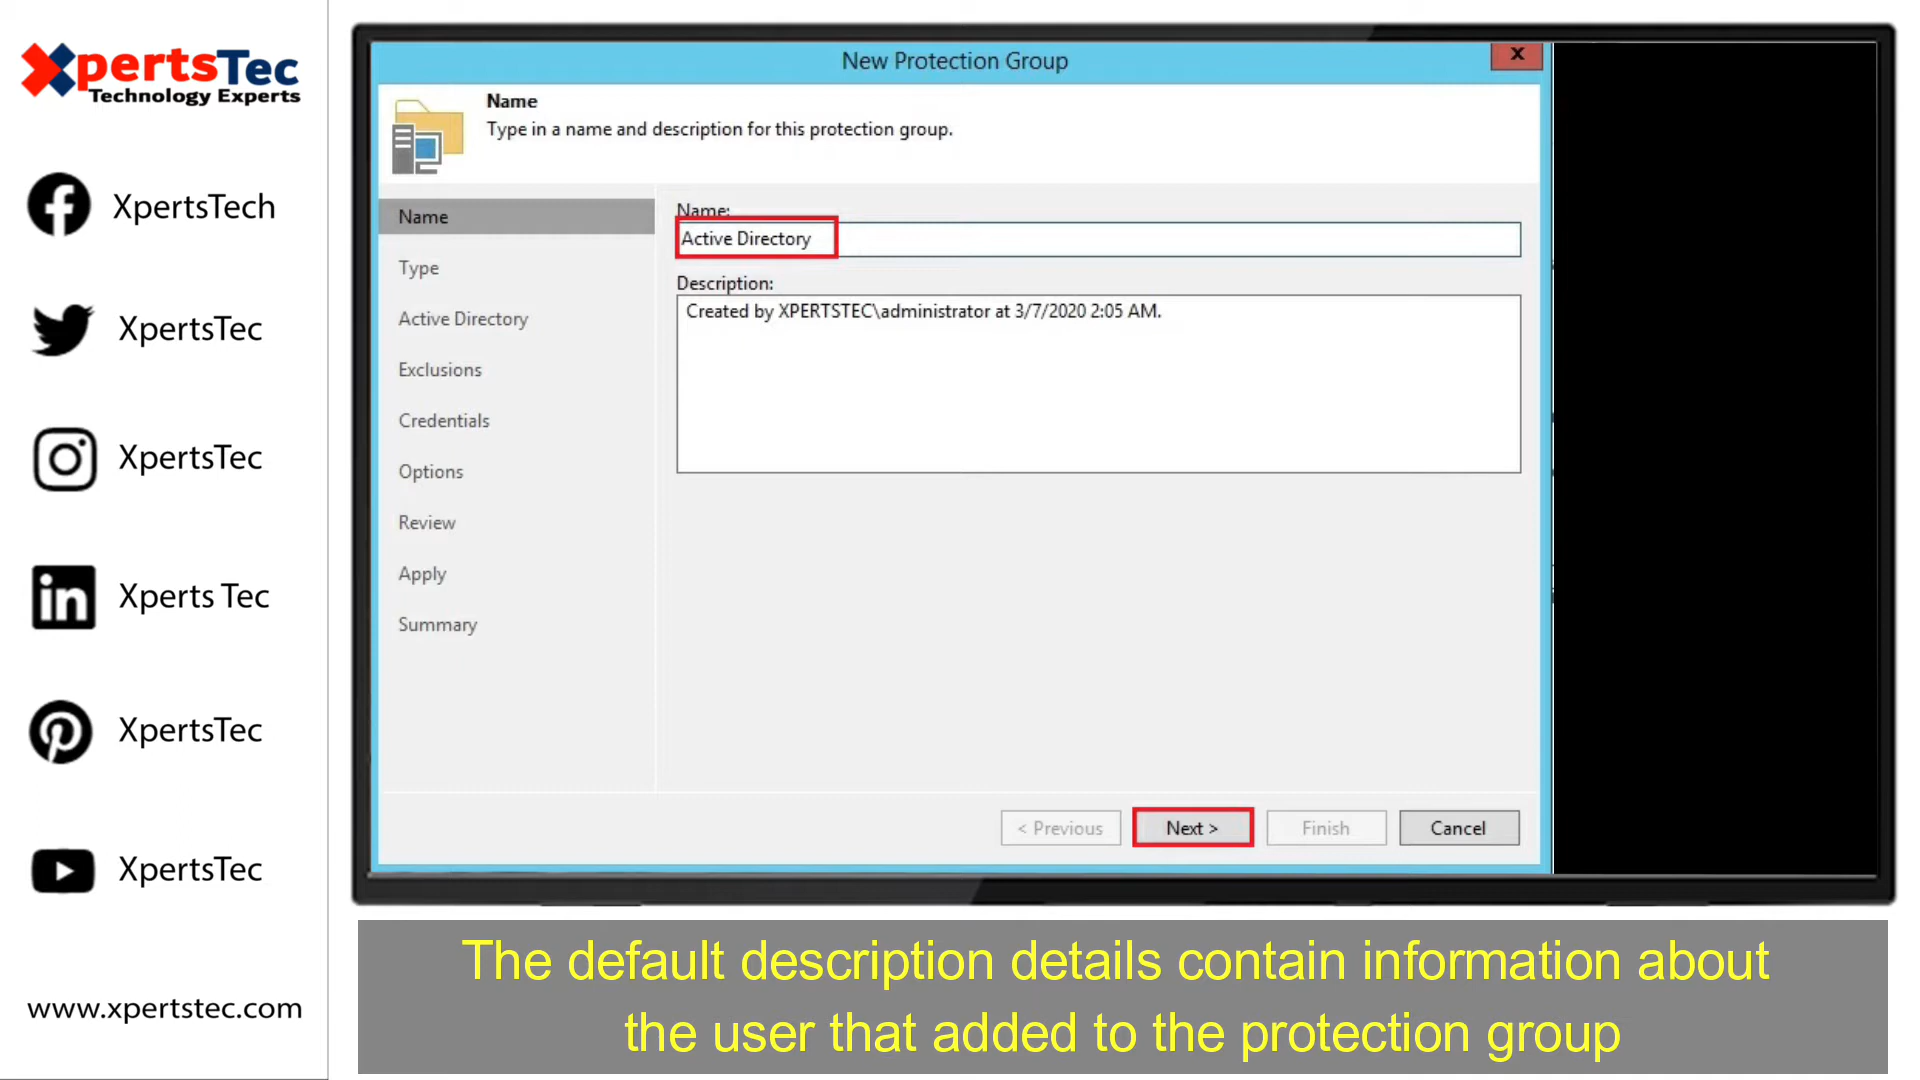 XpertsTec
Technology Experts
XpertsTech
XpertsTec
XpertsTec
Xperts Tec
XpertsTec
XpertsTec
www.xpertstec.com
New Protection Group
X
Name
Type in a name and description for this protection group.
Name
Type
Active Directory
Exclusions
Credentials
Options
Review
Apply
Summary
Name:
Active Directory
Description:
Created by XPERTSTEC\administrator at 3/7/2020 2:05 AM.
< Previous
Next >
Finish
Cancel
The default description details contain information about
the user that added to the protection group